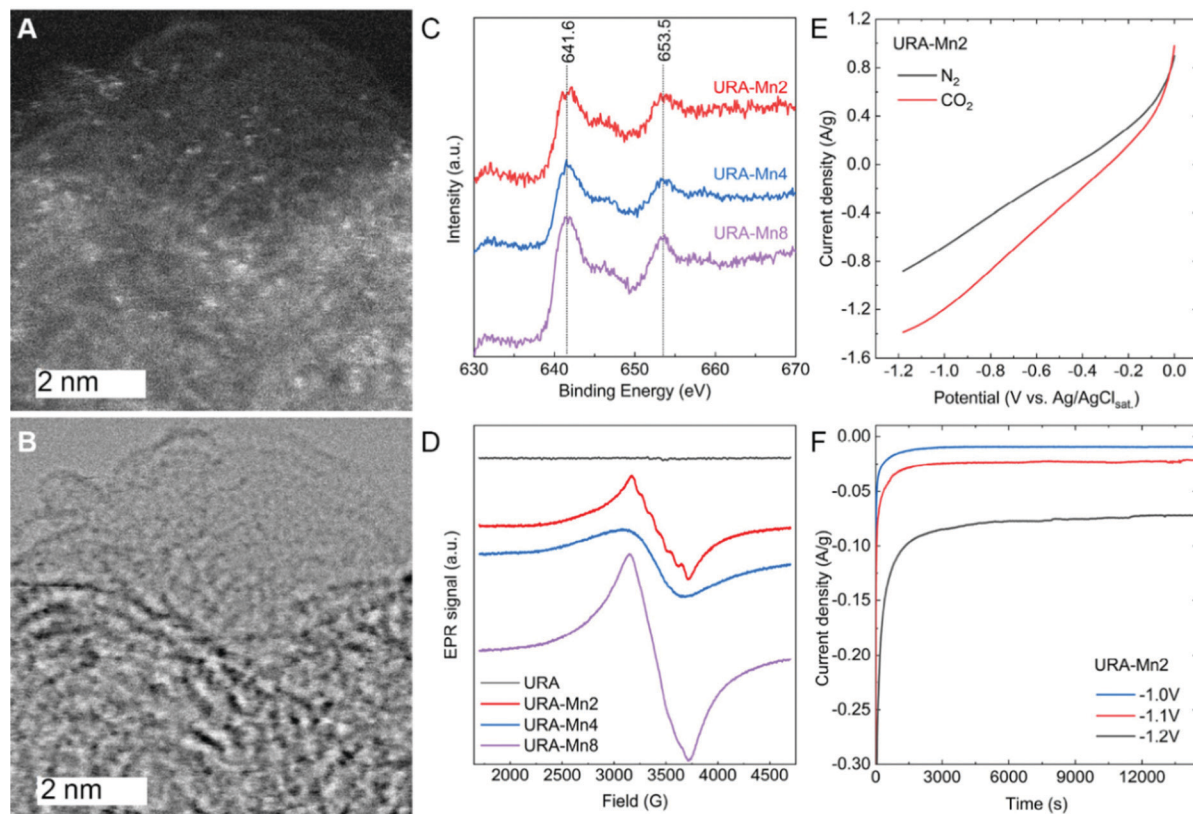 A
2 nm
B
2 nm
C
641.6
653.5
URA-Mn2
URA-Mn4
URA-Mn8
Intensity (a.u.)
630 640 650 660 670
Binding Energy (eV)
D
EPR signal (a.u.)
URA
URA-Mn2
URA-Mn4
URA-Mn8
2000 2500 3000 3500 4000 4500
Field (G)
E
URA-Mn2
N₂
CO₂
Current density (A/g)
1.2
0.8
0.4
0.0
-0.4
-0.8
-1.2
-1.6
-1.2 -1.0 -0.8 -0.6 -0.4 -0.2 0.0
Potential (V vs. Ag/AgClsat.)
F
Current density (A/g)
0.00
-0.05
-0.10
-0.15
-0.20
-0.25
-0.30
URA-Mn2
-1.0V
-1.1V
-1.2V
0 3000 6000 9000 12000
Time (s)